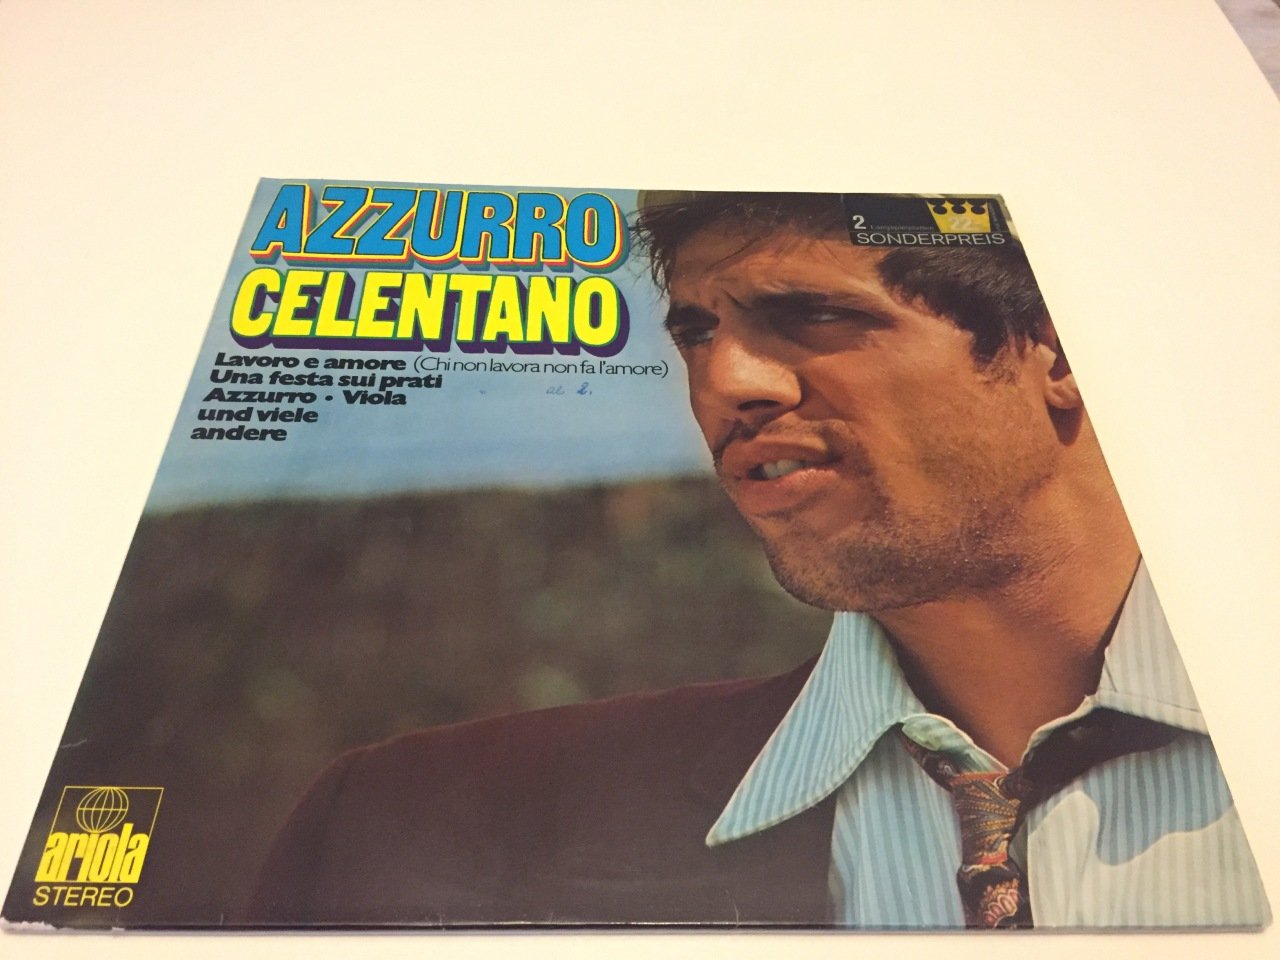 AZZURRO
CELENTANO
Lavoro e amore (Chi non lavora non fa l'amore)
Una festa sui prati
Azzurro • Viola
und viele
andere
2 Langspielplatten 22
SONDERPREIS
ariola
STEREO